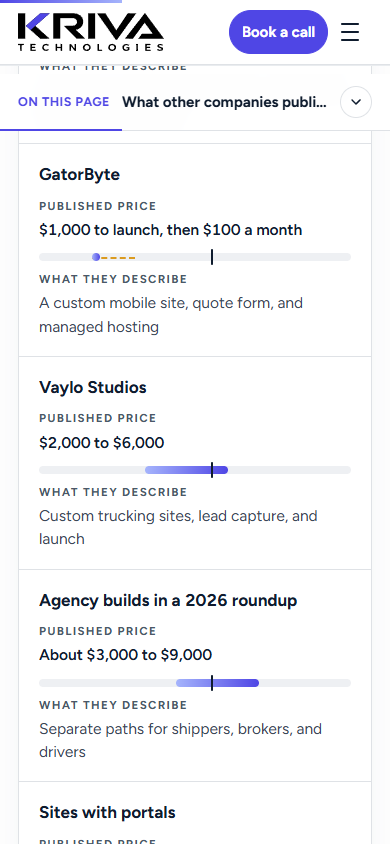 KRIVA
TECHNOLOGIES
Book a call
WHAT THEY DESCRIBE
ON THIS PAGE
What other companies publi...
GatorByte
PUBLISHED PRICE
$1,000 to launch, then $100 a month
WHAT THEY DESCRIBE
A custom mobile site, quote form, and
managed hosting
Vaylo Studios
PUBLISHED PRICE
$2,000 to $6,000
WHAT THEY DESCRIBE
Custom trucking sites, lead capture, and
launch
Agency builds in a 2026 roundup
PUBLISHED PRICE
About $3,000 to $9,000
WHAT THEY DESCRIBE
Separate paths for shippers, brokers, and
drivers
Sites with portals
PUBLISHED PRICE